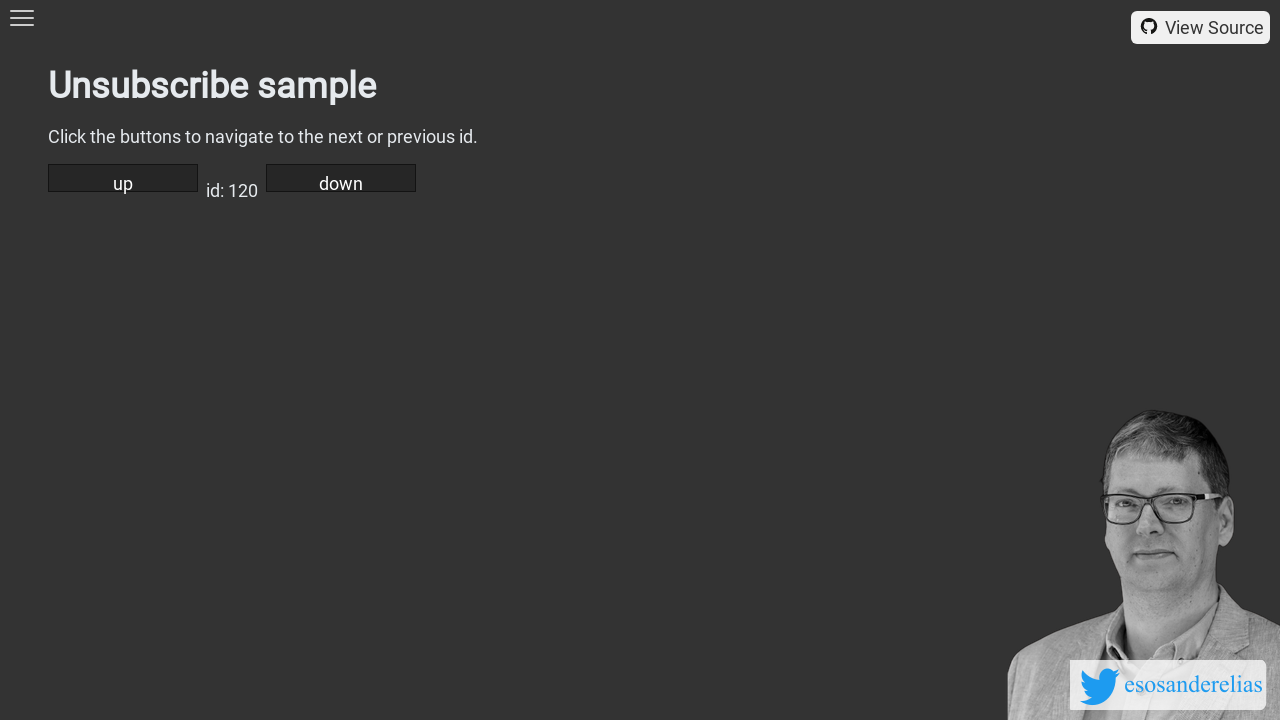 View Source
Unsubscribe sample
Click the buttons to navigate to the next or previous id.
up id: 120 down
esosanderelias